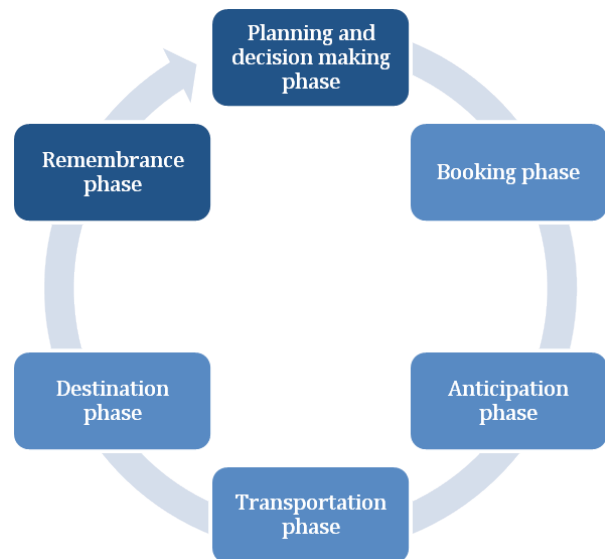 Planning and
decision making
phase
Booking phase
Anticipation
phase
Transportation
phase
Destination
phase
Remembrance
phase